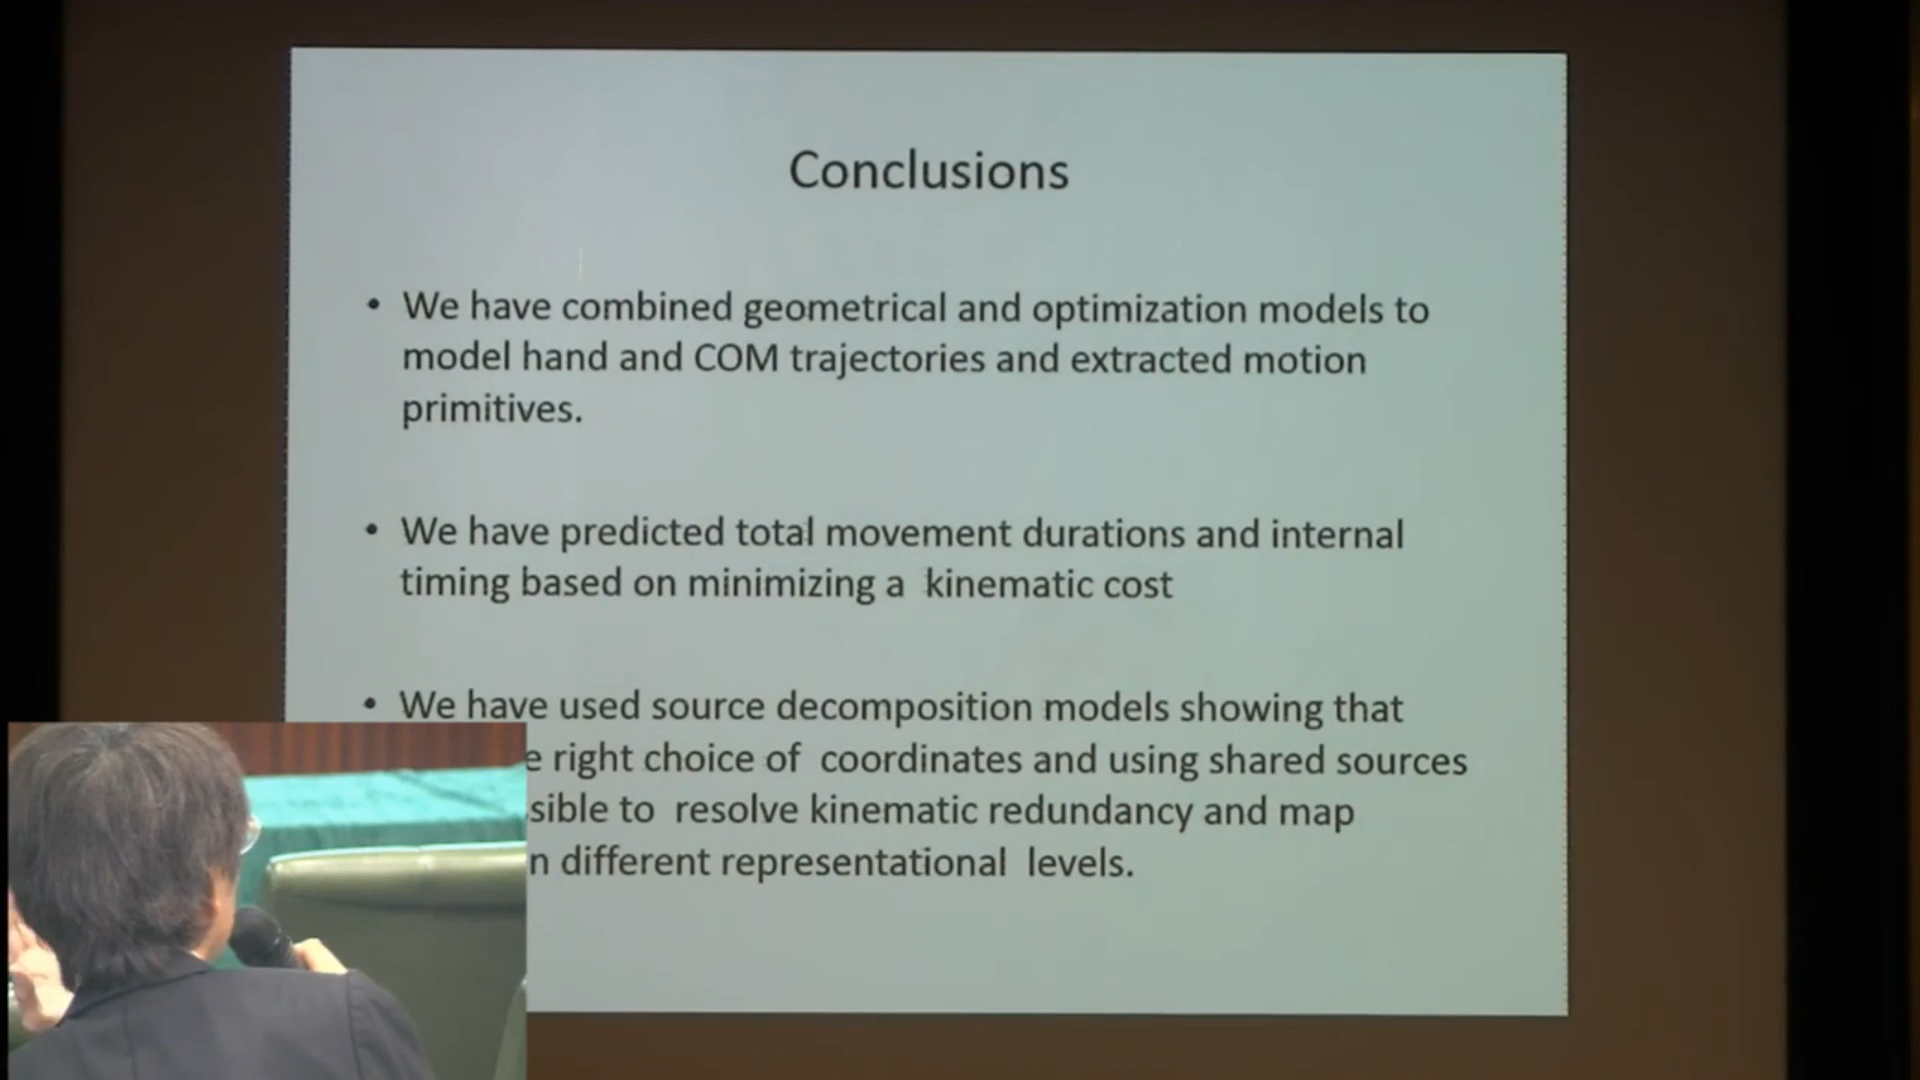 Conclusions
• We have combined geometrical and optimization models to
model hand and COM trajectories and extracted motion
primitives.
• We have predicted total movement durations and internal
timing based on minimizing a kinematic cost
• We have used source decomposition models showing that
right choice of coordinates and using shared sources
to resolve kinematic redundancy and map
different representational levels.